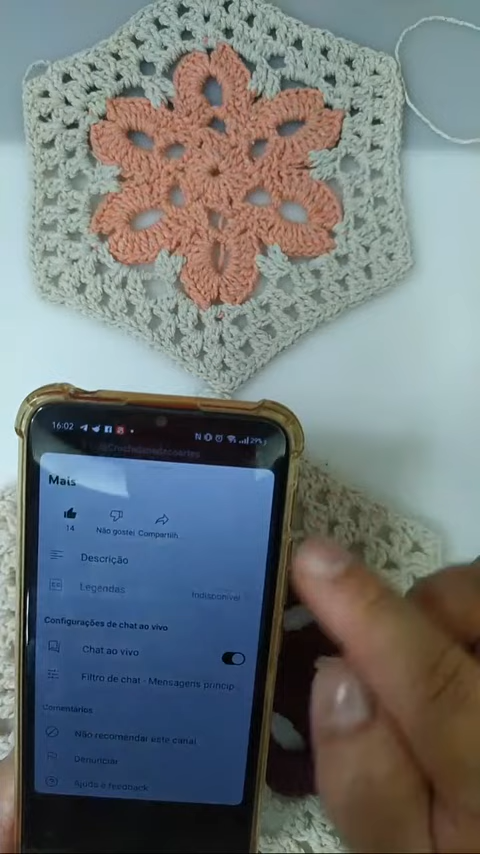 16:02
29%
Mais
14
Não gostei
Compartilh..
Descrição
Legendas
Indisponível
Configurações de chat ao vivo
Chat ao vivo
Filtro de chat - Mensagens princip
Comentários
Não recomendar este canal
Denunciar
Ajuda e feedback